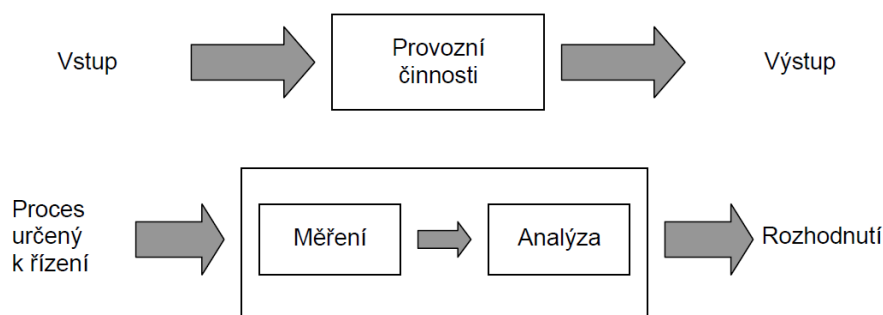 Vstup
Provozní
činnosti
Výstup
Proces
určený
k řízení
Měření
Analýza
Rozhodnutí